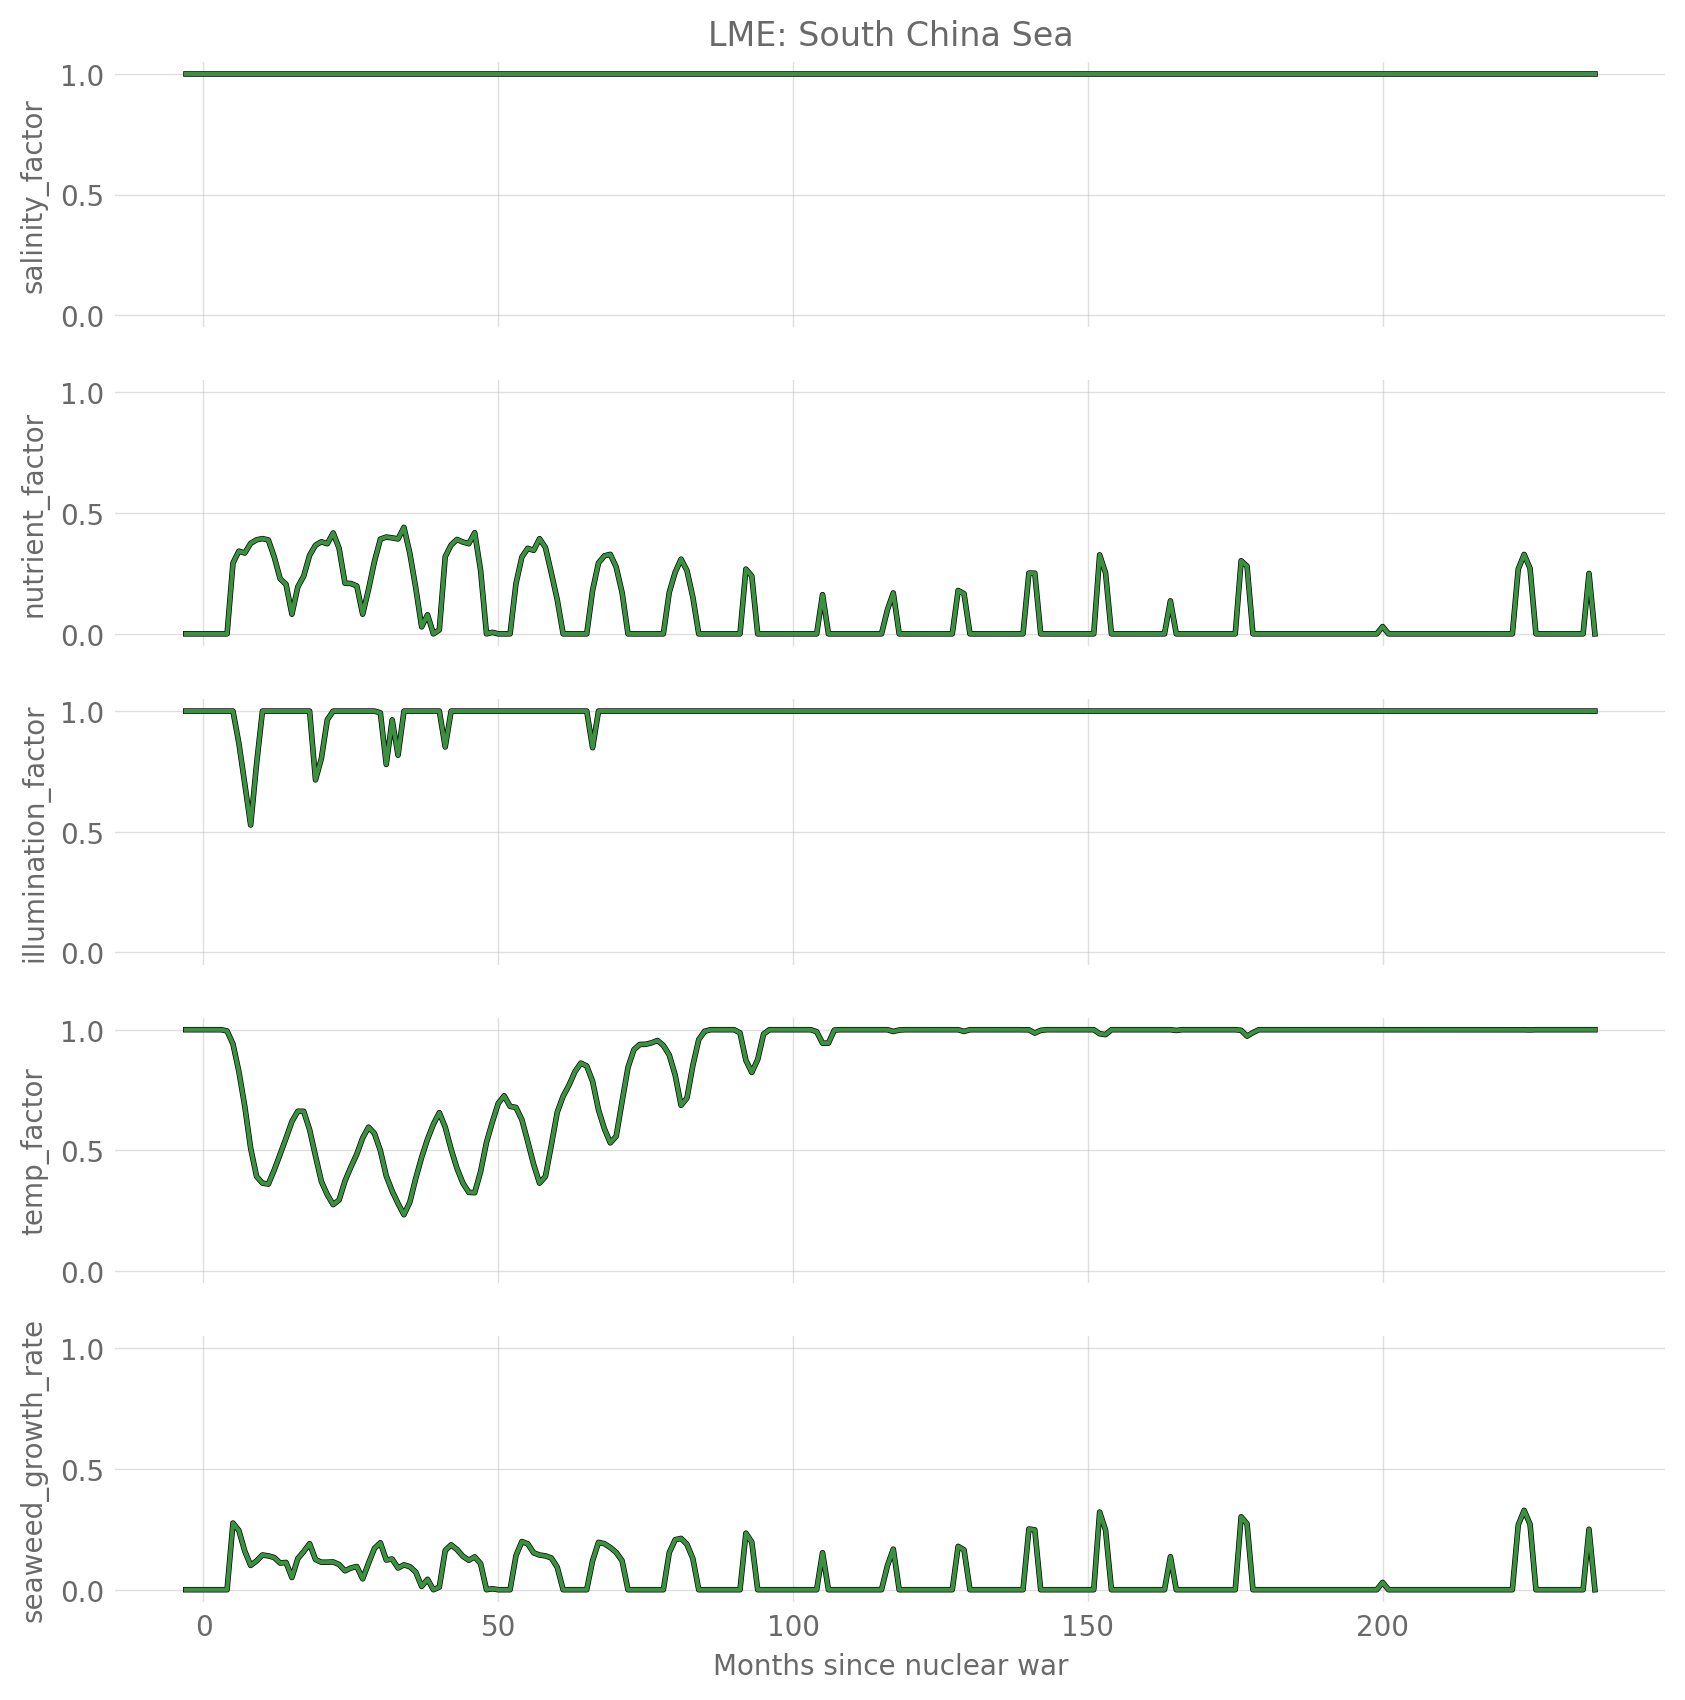 LME: South China Sea
1.0
0.5
0.0
salinity_factor
1.0
0.5
0.0
nutrient_factor
1.0
0.5
0.0
illumination_factor
1.0
0.5
0.0
temp_factor
1.0
0.5
0.0
seaweed_growth_rate
0 50 100 150 200
Months since nuclear war